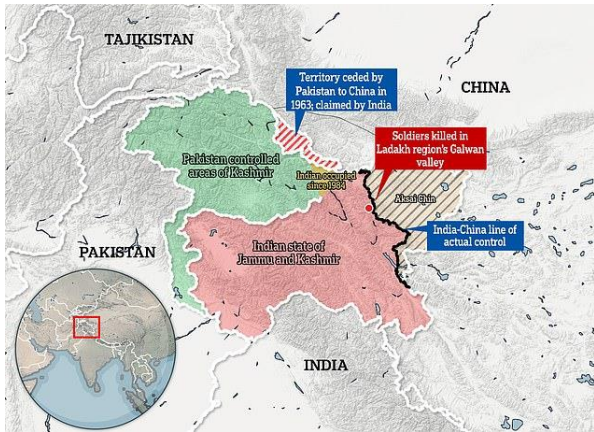 TAJIKISTAN
CHINA
Territory ceded by
Pakistan to China in
1963; claimed by India
Soldiers killed in
Ladakh region's Galwan
valley
Pakistan controlled
areas of Kashmir
Indian occupied
since 1984
Aksai Chin
India-China line of
actual control
PAKISTAN
Indian state of
Jammu and Kashmir
INDIA